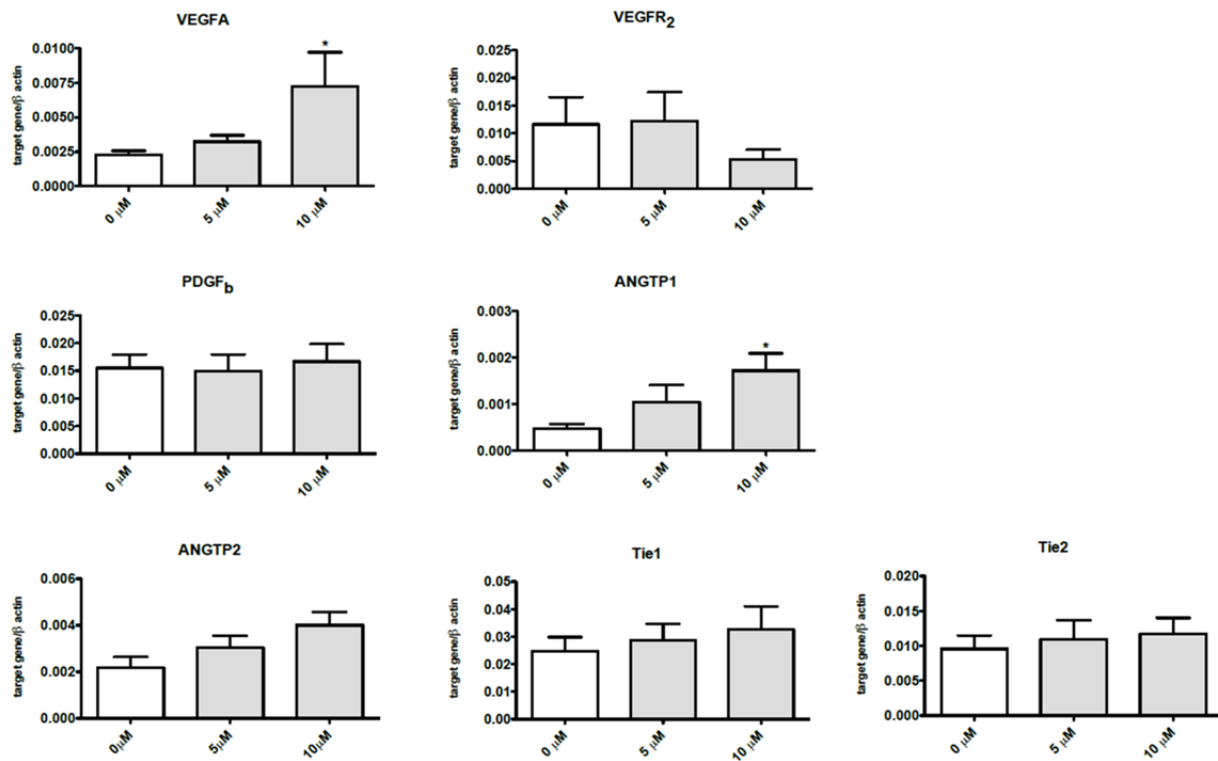 VEGFA
target gene/β actin
0.0100
0.0075
0.0050
0.0025
0.0000
*
0 µM
5 µM
10 µM
VEGFR2
target gene/β actin
0.025
0.020
0.015
0.010
0.005
0.000
0 µM
5 µM
10 µM
PDGFb
target gene/β actin
0.025
0.020
0.015
0.010
0.005
0.000
0 µM
5 µM
10 µM
ANGTP1
target gene/β actin
0.003
0.002
0.001
0.000
*
0 µM
5 µM
10 µM
ANGTP2
target gene/β actin
0.006
0.004
0.002
0.000
0µM
5µM
10µM
Tie1
target gene/β actin
0.05
0.04
0.03
0.02
0.01
0.00
0 µM
5 µM
10 µM
Tie2
target gene/β actin
0.020
0.015
0.010
0.005
0.000
0 µM
5 µM
10 µM